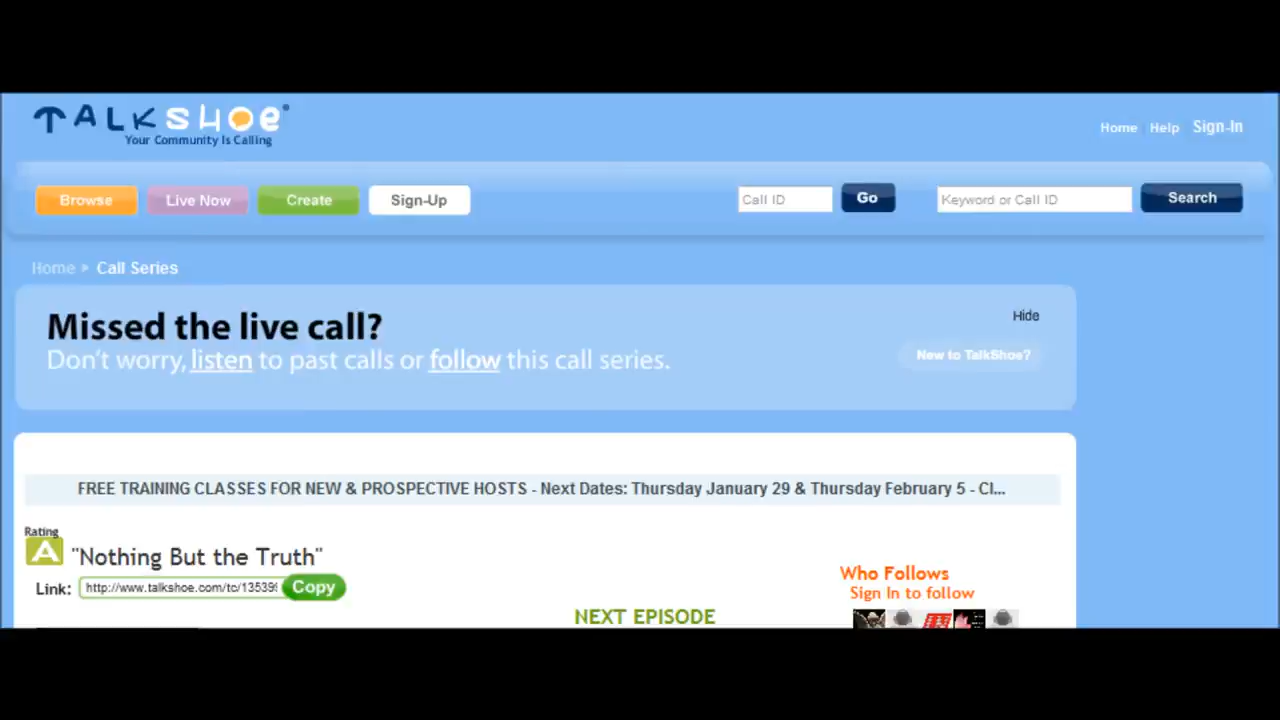 TALKSHOE
Your Community Is Calling
Home Help Sign-In
Browse Live Now Create Sign-Up Call ID Go Keyword or Call ID Search
Home Call Series
Missed the live call?
Hide
Don't worry, listen to past calls or follow this call series.
New to TalkShoe?
FREE TRAINING CLASSES FOR NEW & PROSPECTIVE HOSTS - Next Dates: Thursday January 29 & Thursday February 5 - Cl...
Rating
A "Nothing But the Truth"
Who Follows
Link: http://www.talkshoe.com/tc/13539 Copy
Sign In to follow
NEXT EPISODE